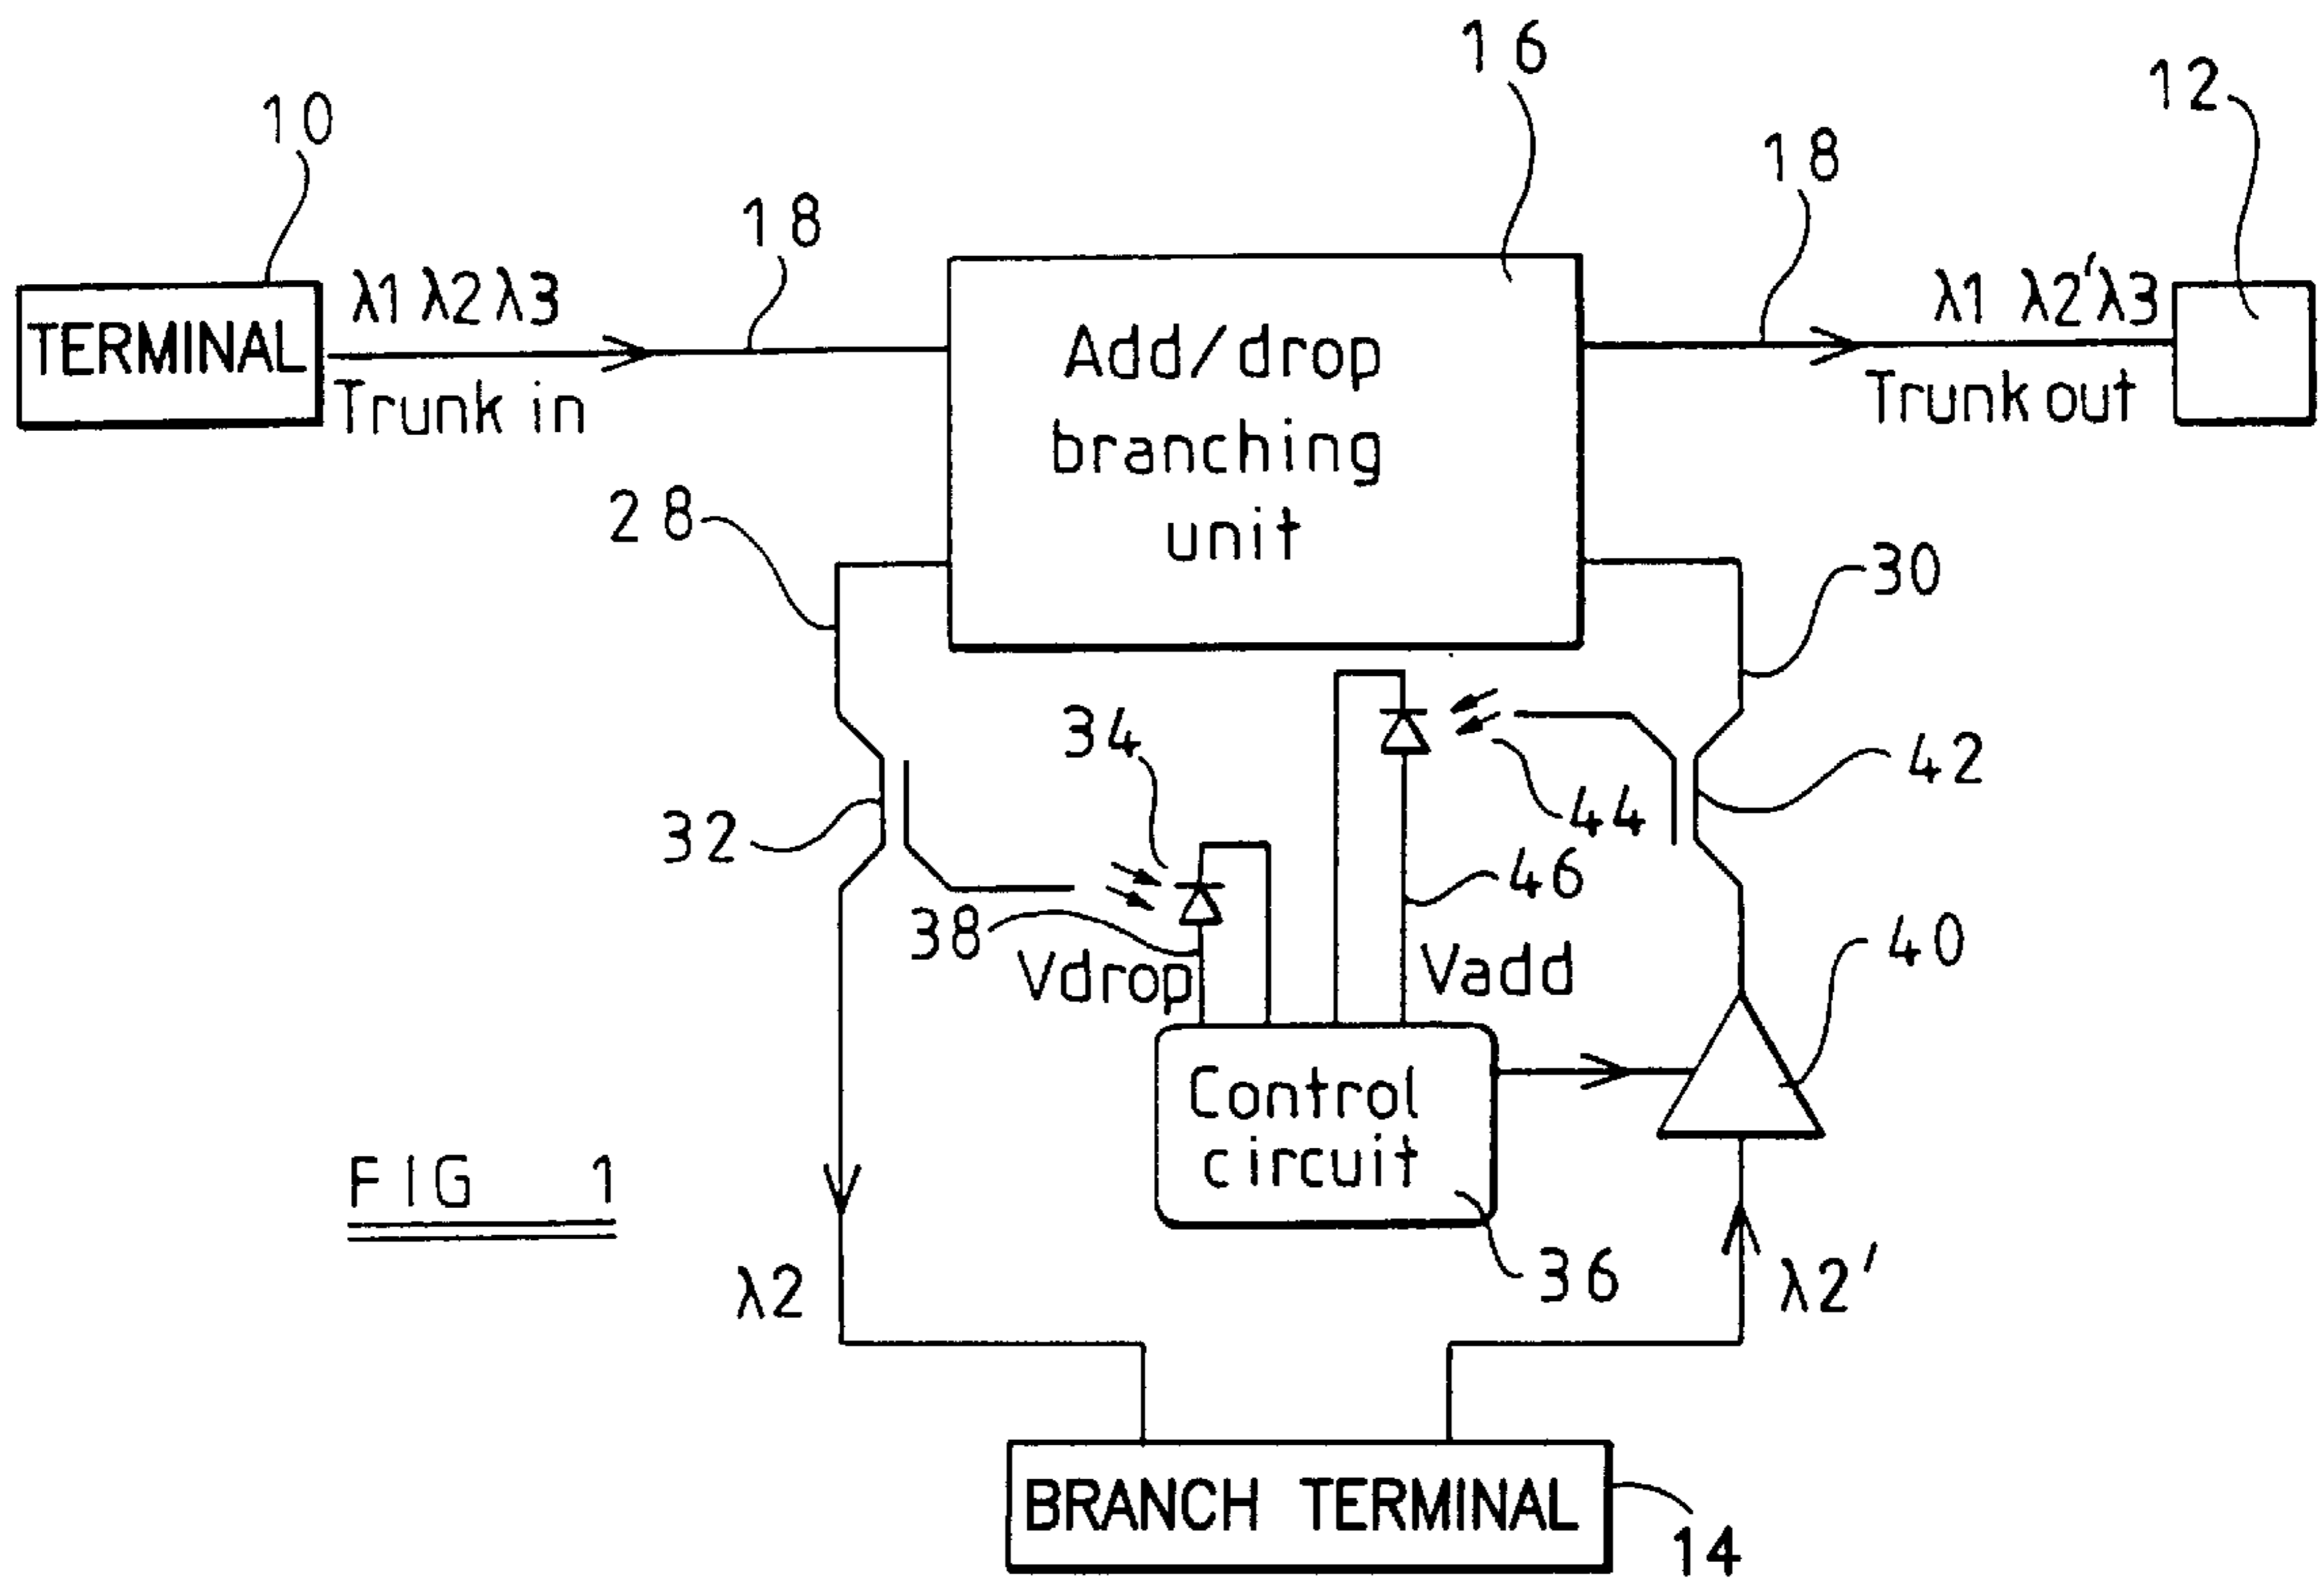 16
12
10
18
18
λ1 λ2 λ3
λ1 λ2' λ3
TERMINAL
Add/drop
branching
unit
Trunk in
Trunk out
28
30
34
42
32
44
46
38
Vdrop
Vadd
40
Control
circuit
FIG 1
36
λ2
λ2'
BRANCH TERMINAL
14